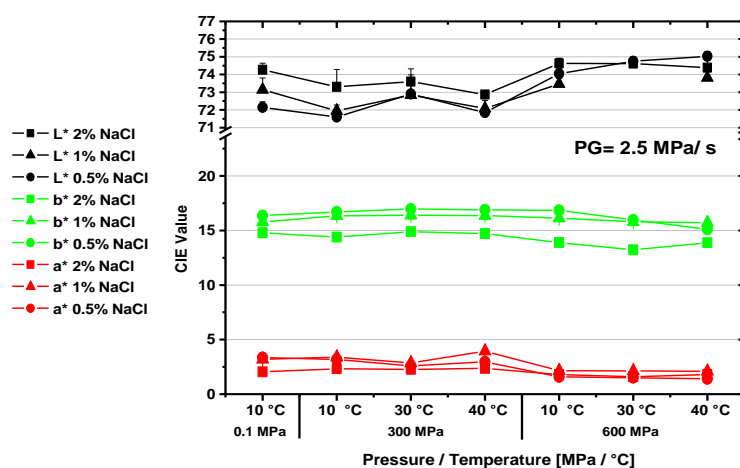 77
76
75
74
73
72
71
20
15
10
5
0
CIE Value
L* 2% NaCl
L* 1% NaCl
L* 0.5% NaCl
b* 2% NaCl
b* 1% NaCl
b* 0.5% NaCl
a* 2% NaCl
a* 1% NaCl
a* 0.5% NaCl
PG= 2.5 MPa/ s
10 °C 10 °C 30 °C 40 °C 10 °C 30 °C 40 °C
0.1 MPa 300 MPa 600 MPa
Pressure / Temperature [MPa / °C]